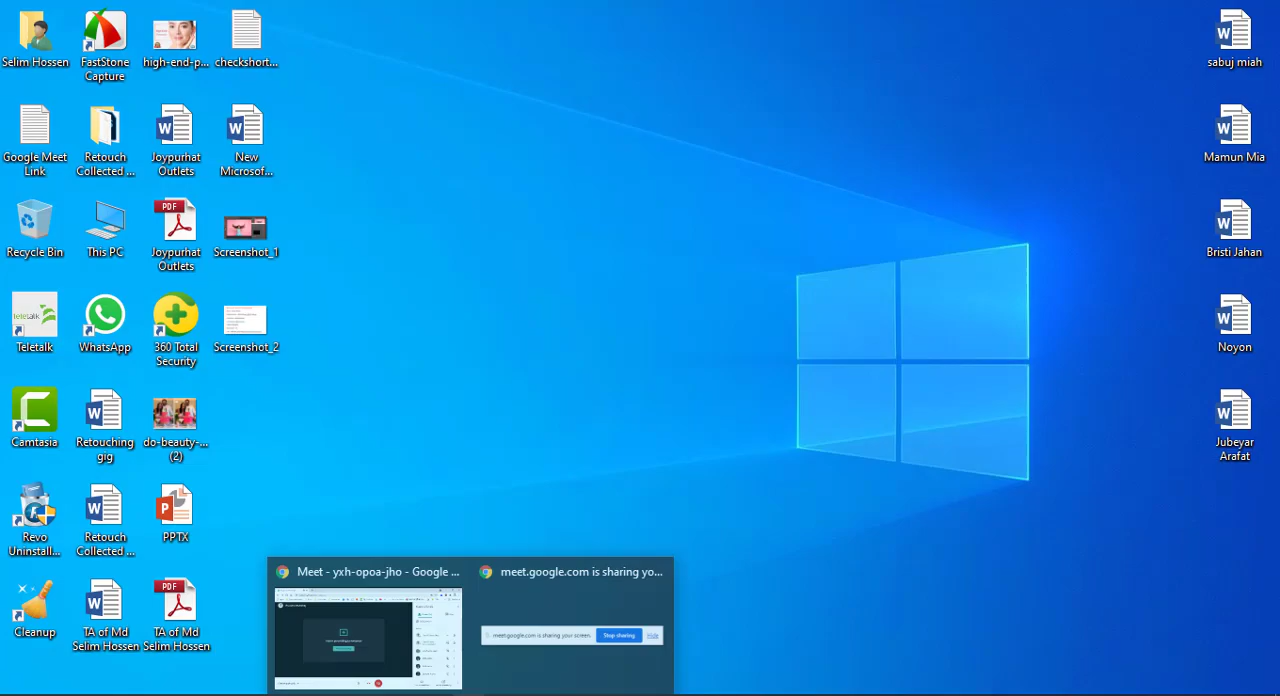 Selim Hossen
FastStone
Capture
high-end-p...
checkshort...
sabuj miah
Google Meet
Link
Retouch
Collected ...
Joypurhat
Outlets
New
Microsof...
Mamun Mia
Recycle Bin
This PC
PDF
Joypurhat
Outlets
Screenshot_1
Bristi Jahan
teletalk
Teletalk
WhatsApp
360 Total
Security
Screenshot_2
Noyon
Camtasia
Retouching
gig
do-beauty-...
(2)
Jubeyar
Arafat
Revo
Uninstall...
Retouch
Collected ...
PPTX
Cleanup
TA of Md
Selim Hossen
PDF
TA of Md
Selim Hossen
Meet - yxh-opoa-jho - Google ...
meet.google.com is sharing yo...
meet.google.com is sharing your screen.
Stop sharing
Hide